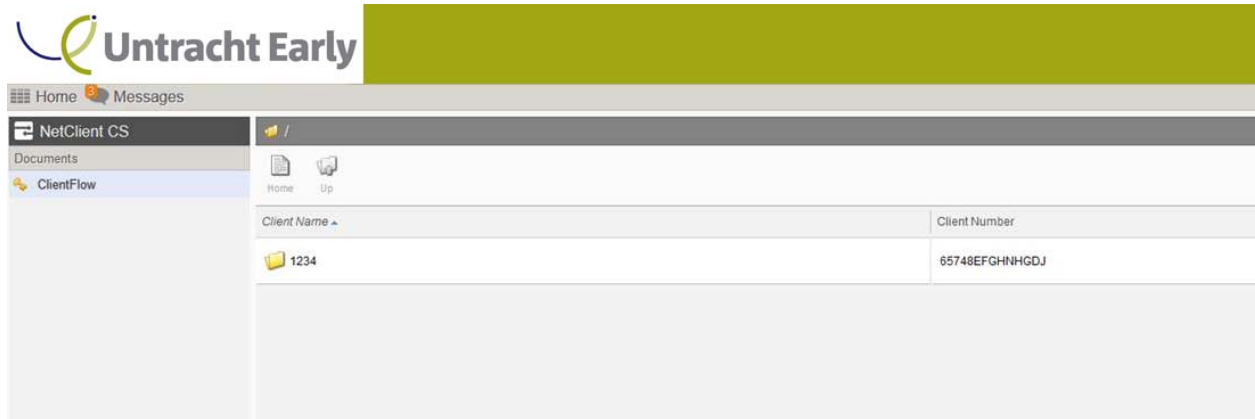 Untracht Early
Home 3 Messages
NetClient CS
/
Documents
ClientFlow
Home Up
Client Name Client Number
1234 65748EFGHNHGDJ